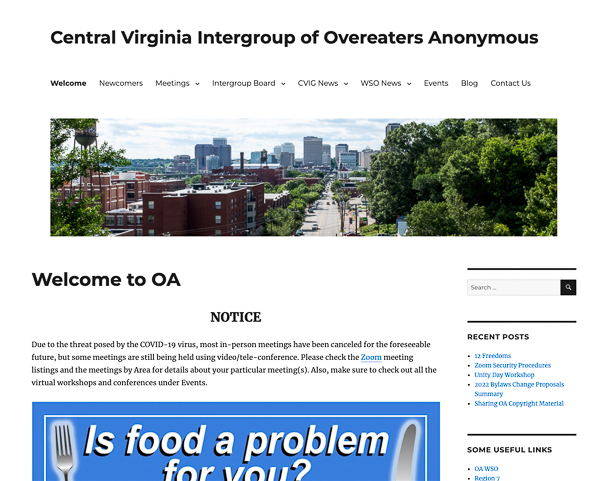 Central Virginia Intergroup of Overeaters Anonymous
Welcome Newcomers Meetings Intergroup Board CVIG News WSO News Events Blog Contact Us
Welcome to OA
NOTICE
Due to the threat posed by the COVID-19 virus, most in-person meetings have been canceled for the foreseeable
future, but some meetings are still being held using video/tele-conference. Please check the Zoom meeting
listings and the meetings by Area for details about your particular meeting(s). Also, make sure to check out all the
virtual workshops and conferences under Events.
Is food a problem
for you?
Search ...
RECENT POSTS
12 Freedoms
Zoom Security Procedures
Unity Day Workshop
2022 Bylaws Change Proposals
Summary
Sharing OA Copyright Material
SOME USEFUL LINKS
OA WSO
Region 7